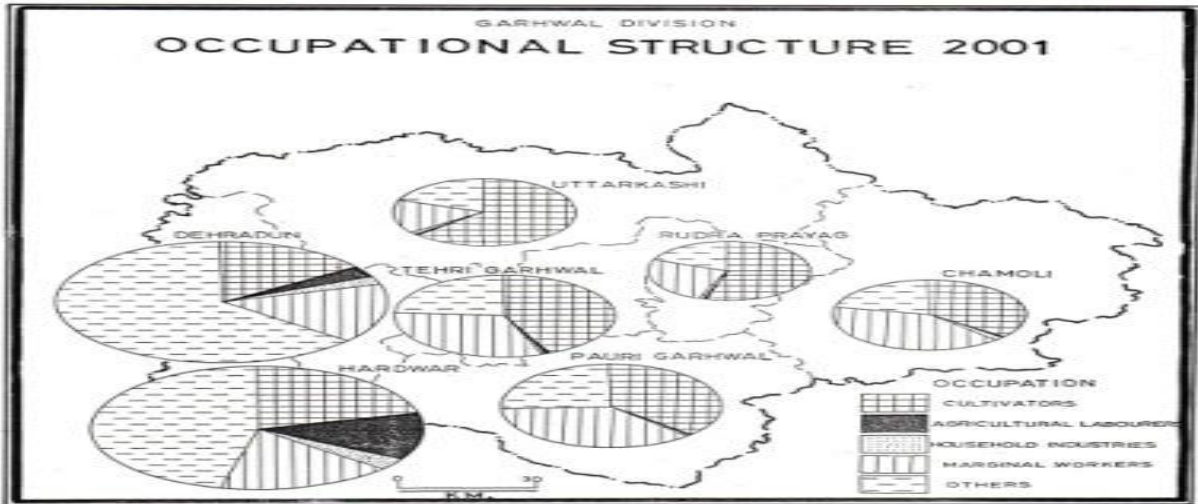 GARHWAL DIVISION
OCCUPATIONAL STRUCTURE 2001
UTTARKASHI
DEHRADUN
RUDRA PRAYAG
TEHRI GARHWAL
CHAMOLI
HARDWAR
PAURI GARHWAL
OCCUPATION
CULTIVATORS
AGRICULTURAL LABOURERS
HOUSEHOLD INDUSTRIES
MARGINAL WORKERS
OTHERS
0 30
KM.